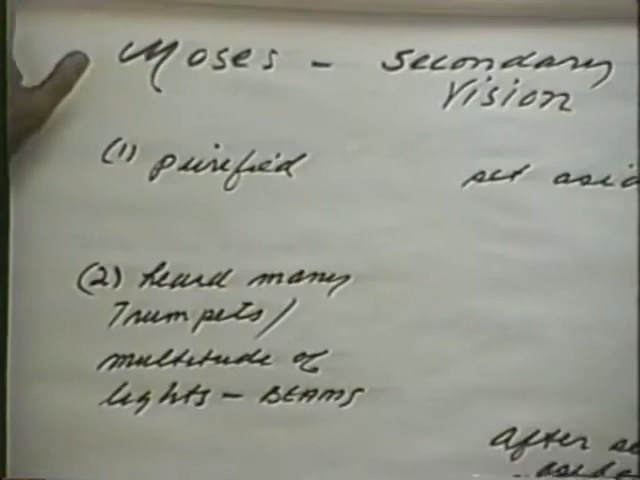 Moses – Secondary
Vision
(1) purified
set asid
(2) heard many
Trumpets/
multitude of
lights – BEAMS
After se